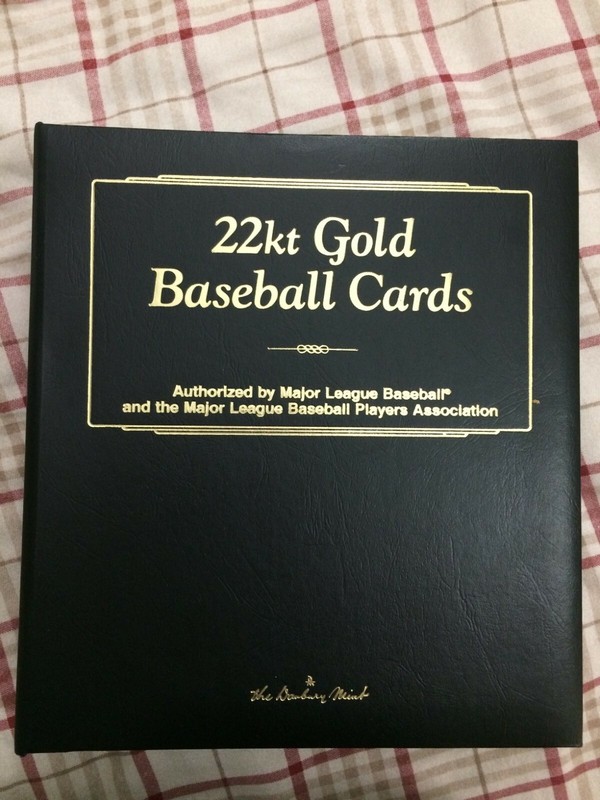 22kt Gold
Baseball Cards
Authorized by Major League Baseball®
and the Major League Baseball Players Association
The Danbury Mint